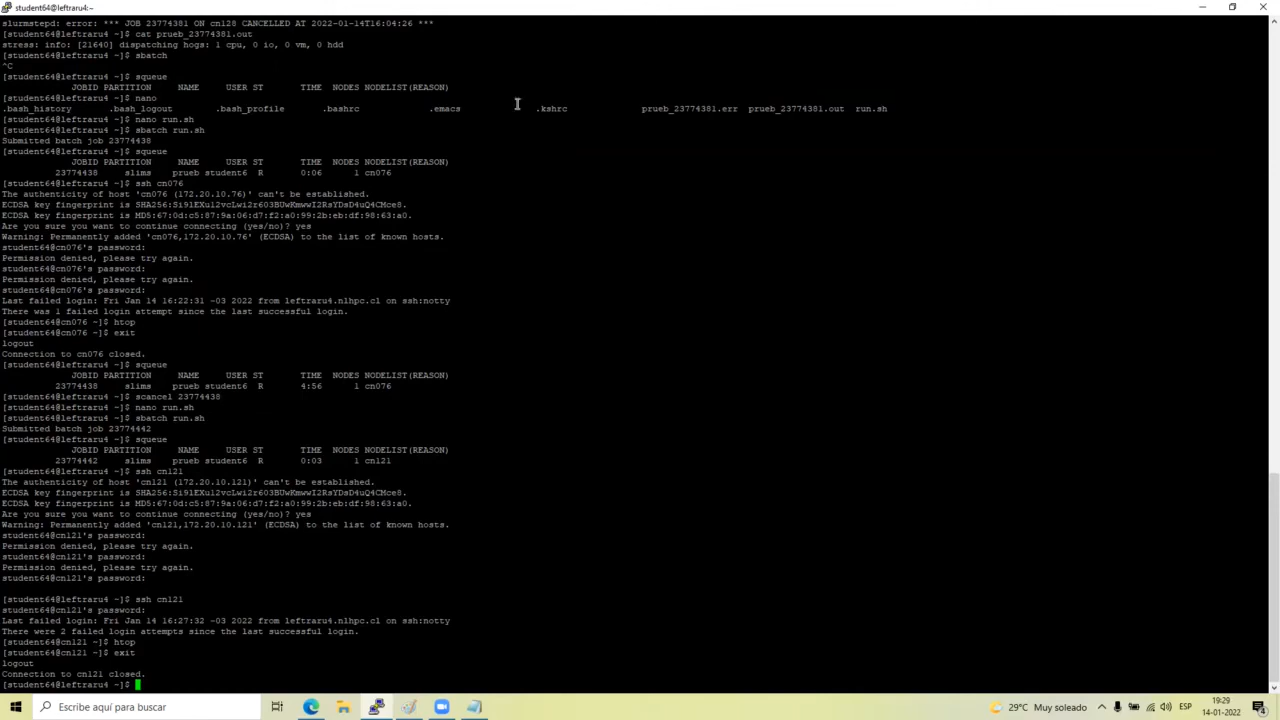 student64@leftraru4:~
slurmstepd: error: *** JOB 23774381 ON cn128 CANCELLED AT 2022-01-14T16:04:26 ***
[student64@leftraru4 ~]$ cat prueb_23774381.out
stress: info: [21640] dispatching hogs: 1 cpu, 0 io, 0 vm, 0 hdd
[student64@leftraru4 ~]$ sbatch
^C
[student64@leftraru4 ~]$ squeue
JOBID PARTITION NAME USER ST TIME NODES NODELIST(REASON)
[student64@leftraru4 ~]$ nano
.bash_history .bash_logout .bash_profile .bashrc .emacs .kshrc prueb_23774381.err prueb_23774381.out run.sh
[student64@leftraru4 ~]$ nano run.sh
[student64@leftraru4 ~]$ sbatch run.sh
Submitted batch job 23774438
[student64@leftraru4 ~]$ squeue
JOBID PARTITION NAME USER ST TIME NODES NODELIST(REASON)
23774438 slims prueb student6 R 0:06 1 cn076
[student64@leftraru4 ~]$ ssh cn076
The authenticity of host 'cn076 (172.20.10.76)' can't be established.
ECDSA key fingerprint is
ECDSA key fingerprint is MD5:67:0d:c5:87:9a:06:d7:f2:a0:99:2b:eb:df:98:63:a0.
Are you sure you want to continue connecting (yes/no)? yes
Warning: Permanently added 'cn076,172.20.10.76' (ECDSA) to the list of known hosts.
student64@cn076's password:
Permission denied, please try again.
student64@cn076's password:
Permission denied, please try again.
student64@cn076's password:
Last failed login: Fri Jan 14 16:22:31 -03 2022 from leftraru4.nlhpc.cl on ssh:notty
There was 1 failed login attempt since the last successful login.
[student64@cn076 ~]$ htop
[student64@cn076 ~]$ exit
logout
Connection to cn076 closed.
[student64@leftraru4 ~]$ squeue
JOBID PARTITION NAME USER ST TIME NODES NODELIST(REASON)
23774438 slims prueb student6 R 4:56 1 cn076
[student64@leftraru4 ~]$ scancel 23774438
[student64@leftraru4 ~]$ nano run.sh
[student64@leftraru4 ~]$ sbatch run.sh
Submitted batch job 23774442
[student64@leftraru4 ~]$ squeue
JOBID PARTITION NAME USER ST TIME NODES NODELIST(REASON)
23774442 slims prueb student6 R 0:03 1 cn121
[student64@leftraru4 ~]$ ssh cn121
The authenticity of host 'cn121 (172.20.10.121)' can't be established.
ECDSA key fingerprint is
ECDSA key fingerprint is MD5:67:0d:c5:87:9a:06:d7:f2:a0:99:2b:eb:df:98:63:a0.
Are you sure you want to continue connecting (yes/no)? yes
Warning: Permanently added 'cn121,172.20.10.121' (ECDSA) to the list of known hosts.
student64@cn121's password:
Permission denied, please try again.
student64@cn121's password:
Permission denied, please try again.
student64@cn121's password:
[student64@leftraru4 ~]$ ssh cn121
student64@cn121's password:
Last failed login: Fri Jan 14 16:27:32 -03 2022 from leftraru4.nlhpc.cl on ssh:notty
There were 2 failed login attempts since the last successful login.
[student64@cn121 ~]$ htop
[student64@cn121 ~]$ exit
logout
Connection to cn121 closed.
[student64@leftraru4 ~]$
Escribe aquí para buscar
29°C Muy soleado
ESP
19:29
14-01-2022
4